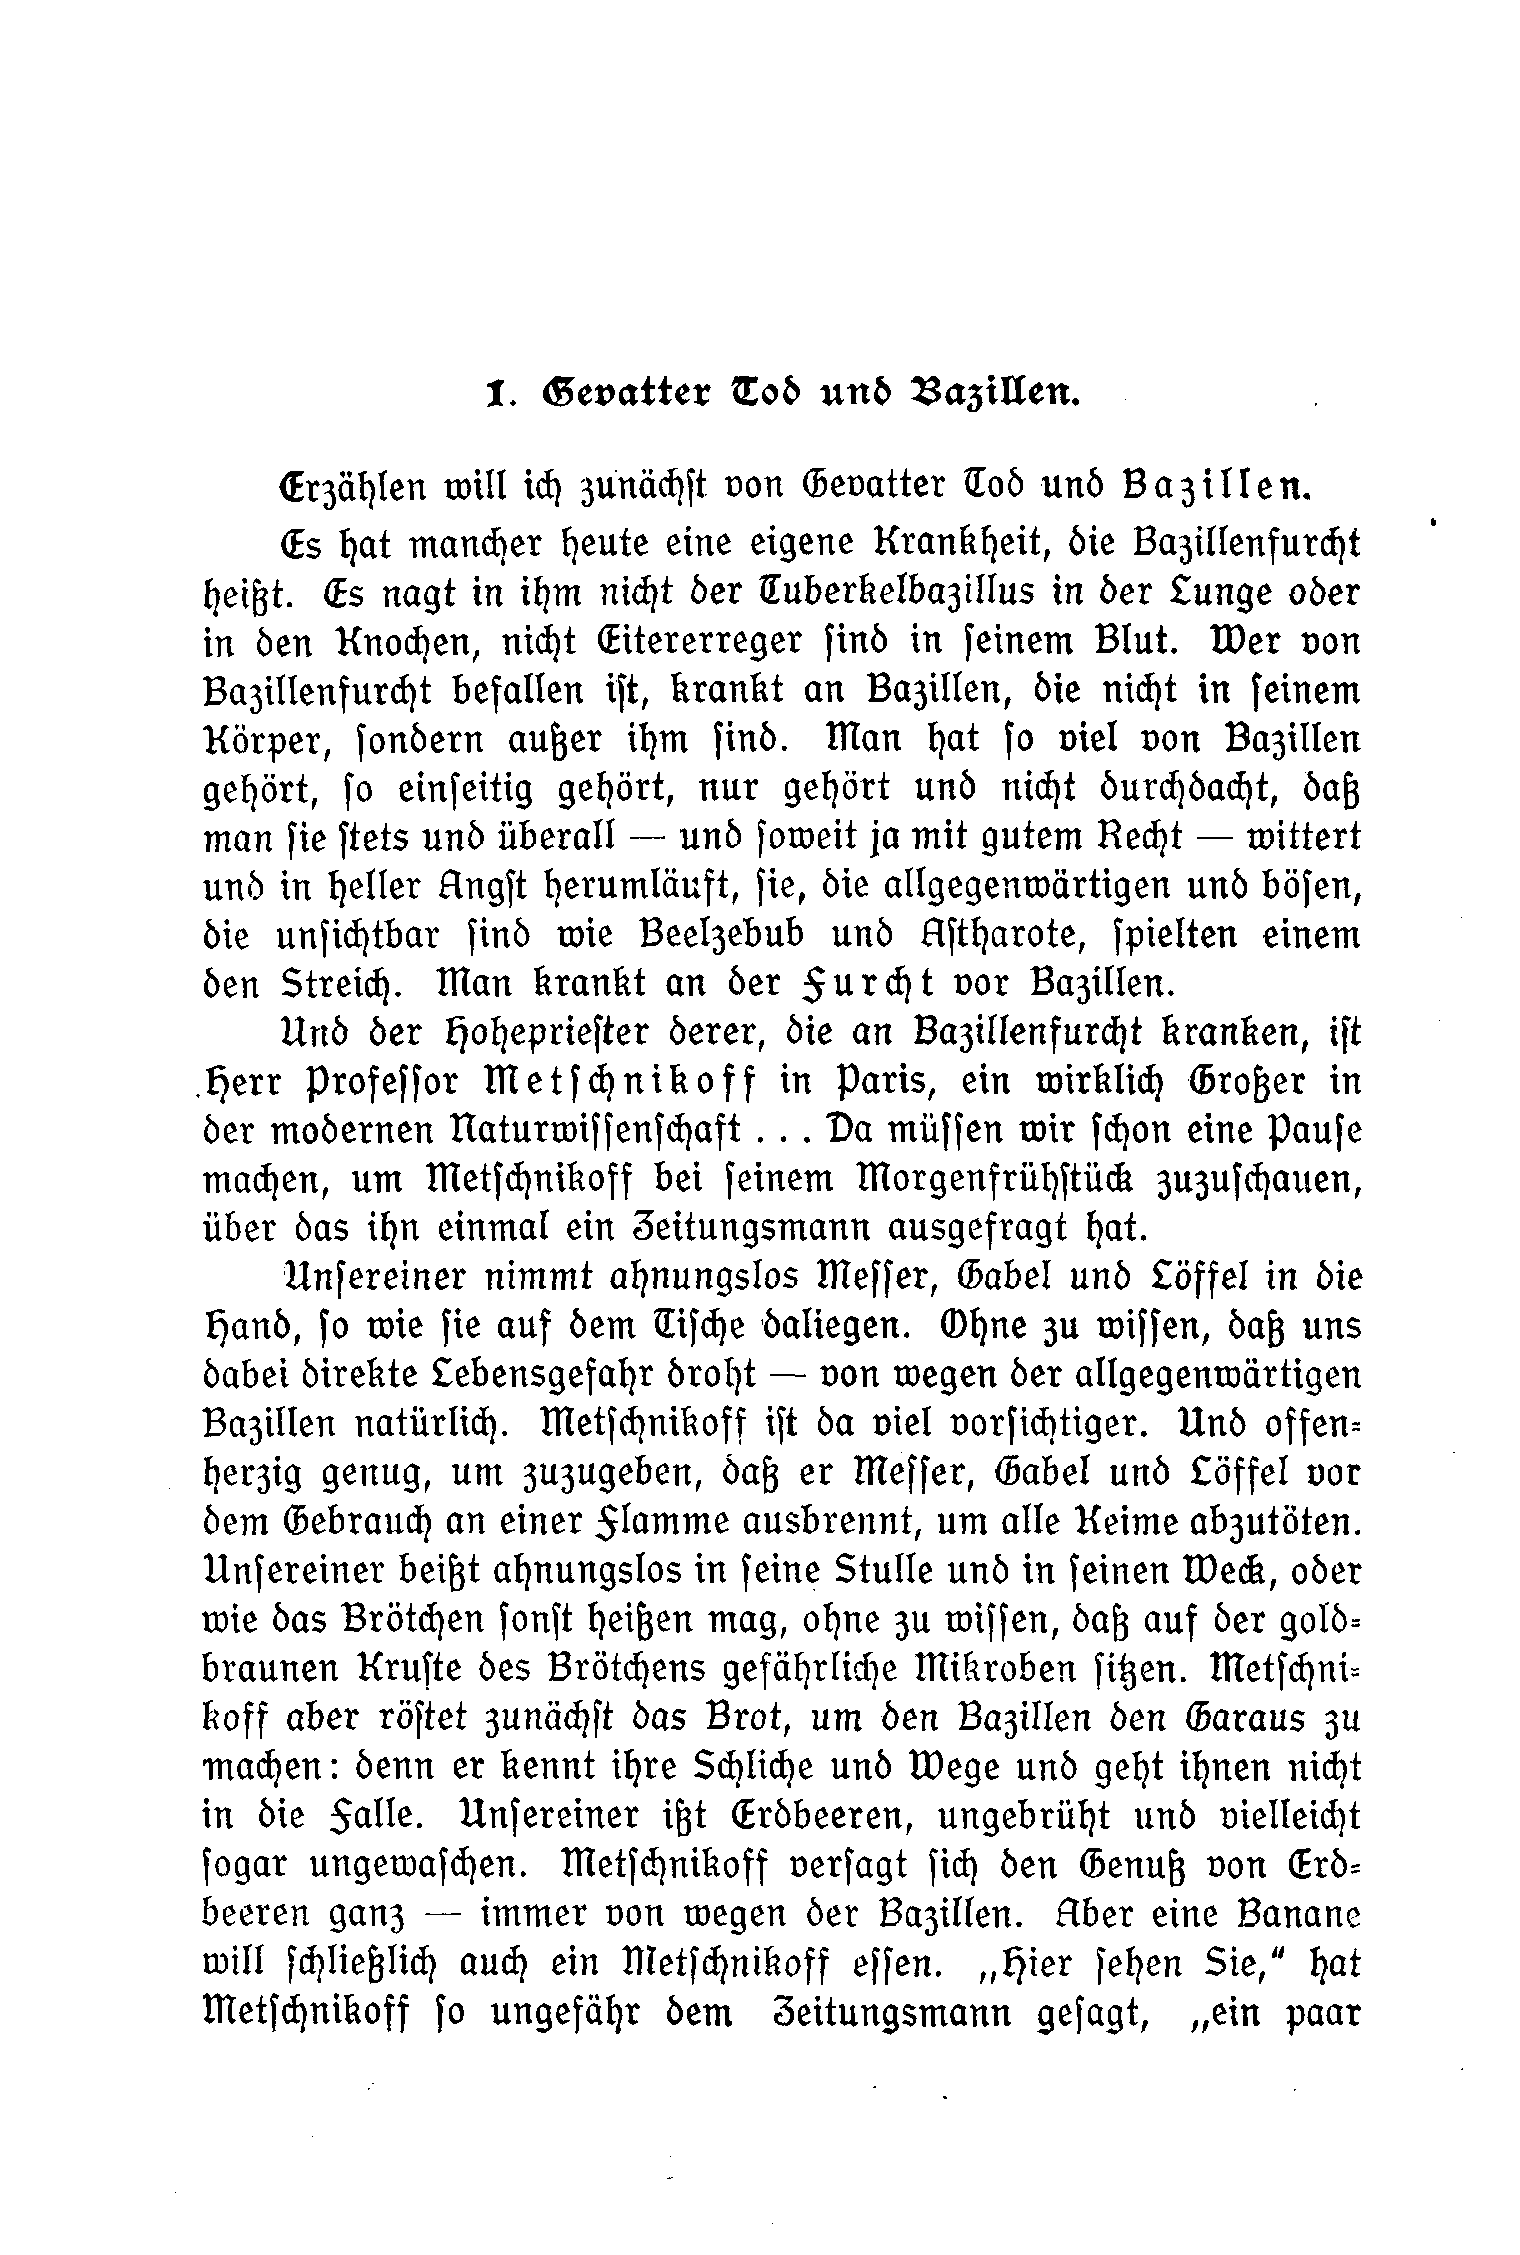 1. Gevatter Tod und Bazillen.
Erzählen will ich zunächſt von Gevatter Tod und Bazillen.
Es hat mancher heute eine eigene Krankheit, die Bazillenfurcht
heißt. Es nagt in ihm nicht der Tuberkelbazillus in der Lunge oder
in den Knochen, nicht Eitererreger ſind in ſeinem Blut. Wer von
Bazillenfurcht befallen iſt, krankt an Bazillen, die nicht in ſeinem
Körper, ſondern außer ihm ſind. Man hat ſo viel von Bazillen
gehört, ſo einſeitig gehört, nur gehört und nicht durchdacht, daß
man ſie ſtets und überall — und ſoweit ja mit gutem Recht — wittert
und in heller Angſt herumläuft, ſie, die allgegenwärtigen und böſen,
die unſichtbar ſind wie Beelzebub und Aſtharote, ſpielten einem
den Streich. Man krankt an der Furcht vor Bazillen.
Und der Hoheprieſter derer, die an Bazillenfurcht kranken, iſt
Herr Profeſſor Metſchnikoff in Paris, ein wirklich Großer in
der modernen Naturwiſſenſchaft . . . Da müſſen wir ſchon eine Pauſe
machen, um Metſchnikoff bei ſeinem Morgenfrühſtück zuzuſchauen,
über das ihn einmal ein Zeitungsmann ausgefragt hat.
Unſereiner nimmt ahnungslos Meſſer, Gabel und Löffel in die
Hand, ſo wie ſie auf dem Tiſche daliegen. Ohne zu wiſſen, daß uns
dabei direkte Lebensgefahr droht — von wegen der allgegenwärtigen
Bazillen natürlich. Metſchnikoff iſt da viel vorſichtiger. Und offen=
herzig genug, um zuzugeben, daß er Meſſer, Gabel und Löffel vor
dem Gebrauch an einer Flamme ausbrennt, um alle Keime abzutöten.
Unſereiner beißt ahnungslos in ſeine Stulle und in ſeinen Weck, oder
wie das Brötchen ſonſt heißen mag, ohne zu wiſſen, daß auf der gold=
braunen Kruſte des Brötchens gefährliche Mikroben ſitzen. Metſchni=
koff aber röſtet zunächſt das Brot, um den Bazillen den Garaus zu
machen: denn er kennt ihre Schliche und Wege und geht ihnen nicht
in die Falle. Unſereiner ißt Erdbeeren, ungebrüht und vielleicht
ſogar ungewaſchen. Metſchnikoff verſagt ſich den Genuß von Erd=
beeren ganz — immer von wegen der Bazillen. Aber eine Banane
will ſchließlich auch ein Metſchnikoff eſſen. „Hier ſehen Sie,“ hat
Metſchnikoff ſo ungefähr dem Zeitungsmann geſagt, „ein paar